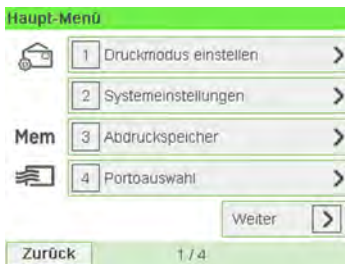 Haupt-Menü
1 Druckmodus einstellen
2 Systemeinstellungen
Mem 3 Abdruckspeicher
4 Portoauswahl
Weiter
Zurück 1 / 4